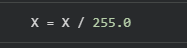 X = X / 255.0